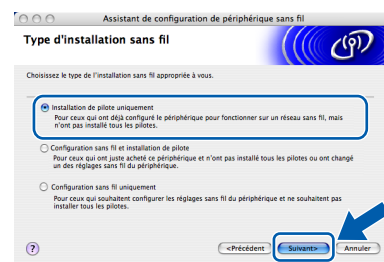 Assistant de configuration de périphérique sans fil
Type d'installation sans fil
Choisissez le type de l'installation sans fil appropriée à vous.
Installation de pilote uniquement
Pour ceux qui ont déjà configuré le périphérique pour fonctionner sur un réseau sans fil, mais
n'ont pas installé tous les pilotes.
Configuration sans fil et installation de pilote
Pour ceux qui ont juste acheté ce périphérique et n'ont pas installé tous les pilotes ou ont changé
un des réglages sans fil du périphérique.
Configuration sans fil uniquement
Pour ceux qui souhaitent configurer les réglages sans fil du périphérique et ne souhaitent pas
installer tous les pilotes.
?
<Précédent
Suivant>
Annuler